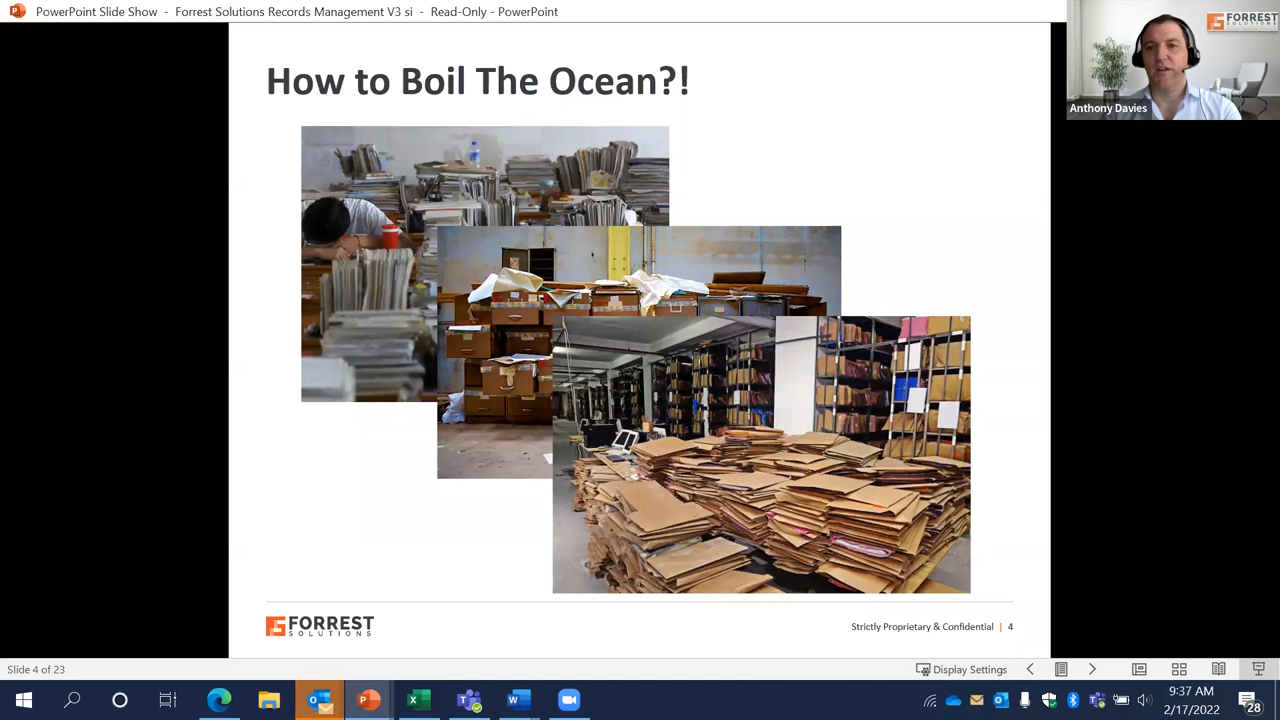 PowerPoint Slide Show - Forrest Solutions Records Management V3 si - Read-Only - PowerPoint
FORREST
SOLUTIONS
Anthony Davies
How to Boil The Ocean?!
FORREST
SOLUTIONS
Strictly Proprietary & Confidential | 4
Slide 4 of 23
Display Settings
9:37 AM
2/17/2022
28